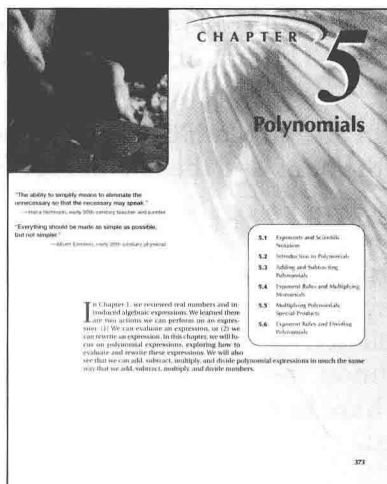 CHAPTER 5
Polynomials
"The ability to simplify means to eliminate the
unnecessary so that the necessary may speak."
—Hans Hofmann, early 20th century teacher and painter
"Everything should be made as simple as possible,
but not simpler."
—Albert Einstein, early 20th century physicist
5.1 Exponents and Scientific
Notation
5.2 Introduction to Polynomials
5.3 Adding and Subtracting
Polynomials
5.4 Exponent Rules and Multiplying
Monomials
5.5 Multiplying Polynomials;
Special Products
5.6 Exponent Rules and Dividing
Polynomials
In Chapter 1, we reviewed real numbers and in-
troduced algebraic expressions. We learned there
are two actions we can perform on an expres-
sion: (1) We can evaluate an expression, or (2) we
can rewrite an expression. In this chapter, we will fo-
cus on polynomial expressions, exploring how to
evaluate and rewrite these expressions. We will also
see that we can add, subtract, multiply, and divide polynomial expressions in much the same
way that we add, subtract, multiply, and divide numbers.
373